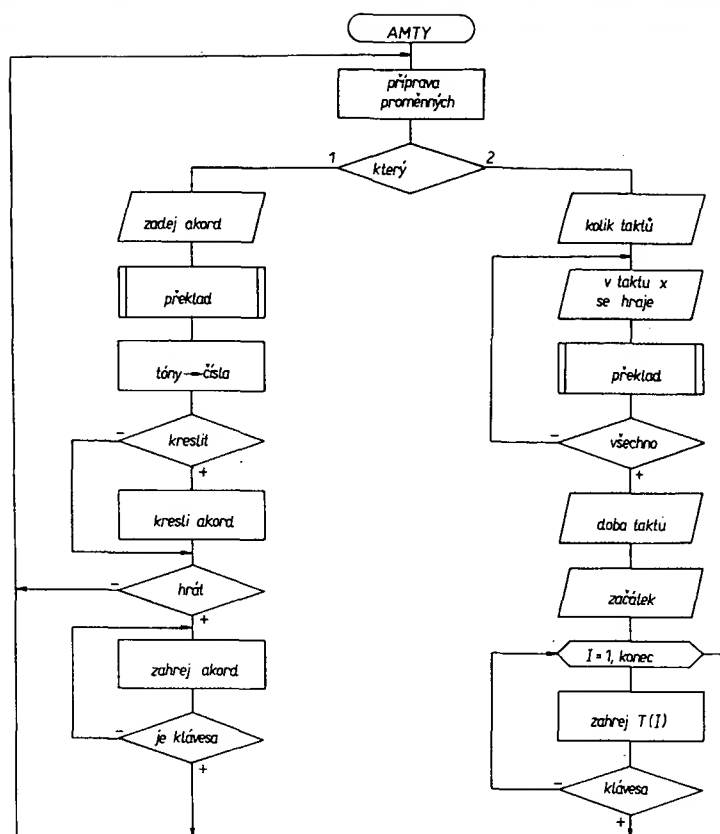 AMTY
příprava
proměnných
1
který
2
zadej akord
překlad
tóny→čísla
-
kreslit
+
kresli akord
-
hrát
+
zahrej akord
-
je klávesa
+
kolik taktů
v taktu x
se hraje
překlad
-
všechno
+
doba taktu
začálek
I = 1, konec
zahrej T(I)
-
klávesa
+